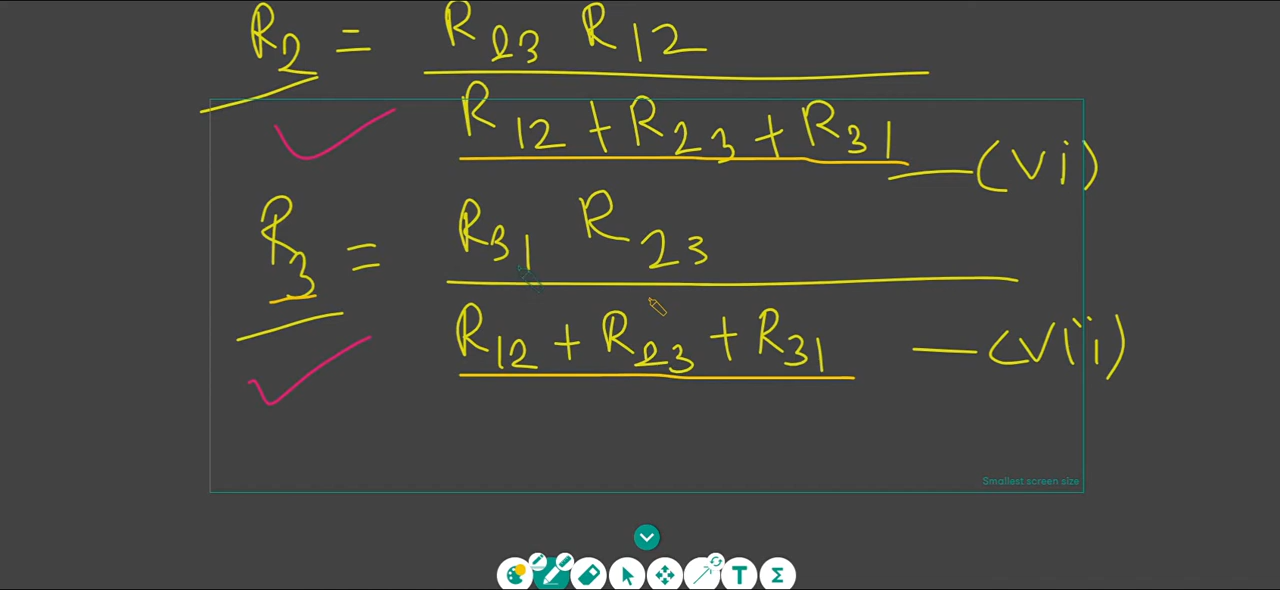 R2 = R23 R12
R12 + R23 + R31 —(vi)
R3 = R31 R23
R12 + R23 + R31 —(vii)
Smallest screen size
T Σ